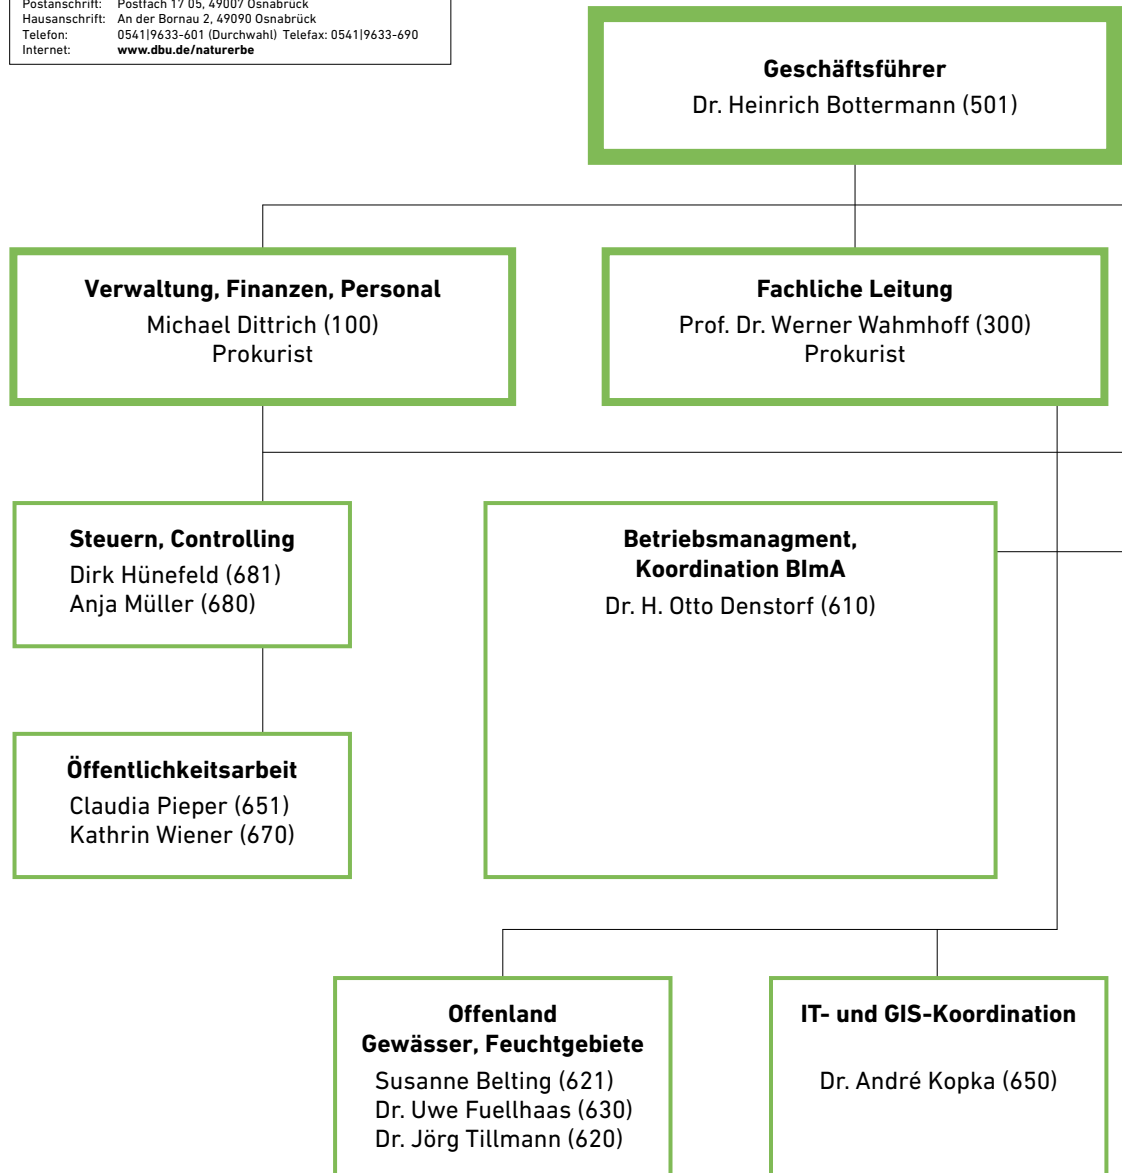 Postanschrift: Postfach 17 05, 49007 Osnabrück
Hausanschrift: An der Bornau 2, 49090 Osnabrück
Telefon: 0541|9633-601 (Durchwahl) Telefax: 0541|9633-690
Internet: www.dbu.de/naturerbe
Geschäftsführer
Dr. Heinrich Bottermann (501)
Verwaltung, Finanzen, Personal
Michael Dittrich (100)
Prokurist
Fachliche Leitung
Prof. Dr. Werner Wahmhoff (300)
Prokurist
Steuern, Controlling
Dirk Hünefeld (681)
Anja Müller (680)
Betriebsmanagment,
Koordination BImA
Dr. H. Otto Denstorf (610)
Öffentlichkeitsarbeit
Claudia Pieper (651)
Kathrin Wiener (670)
Offenland
Gewässer, Feuchtgebiete
Susanne Belting (621)
Dr. Uwe Fuellhaas (630)
Dr. Jörg Tillmann (620)
IT- und GIS-Koordination
Dr. André Kopka (650)